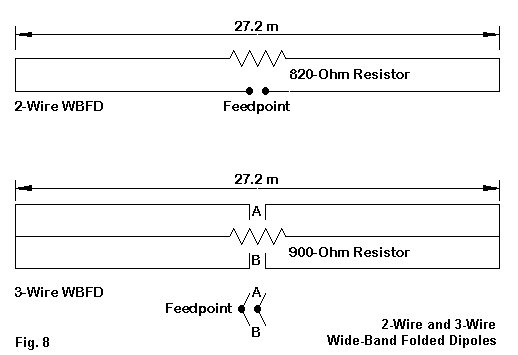 27.2 m
820-Ohm Resistor
2-Wire WBFD
Feedpoint
27.2 m
A
B
900-Ohm Resistor
3-Wire WBFD
A
Feedpoint
B
2-Wire and 3-Wire
Wide-Band Folded Dipoles
Fig. 8